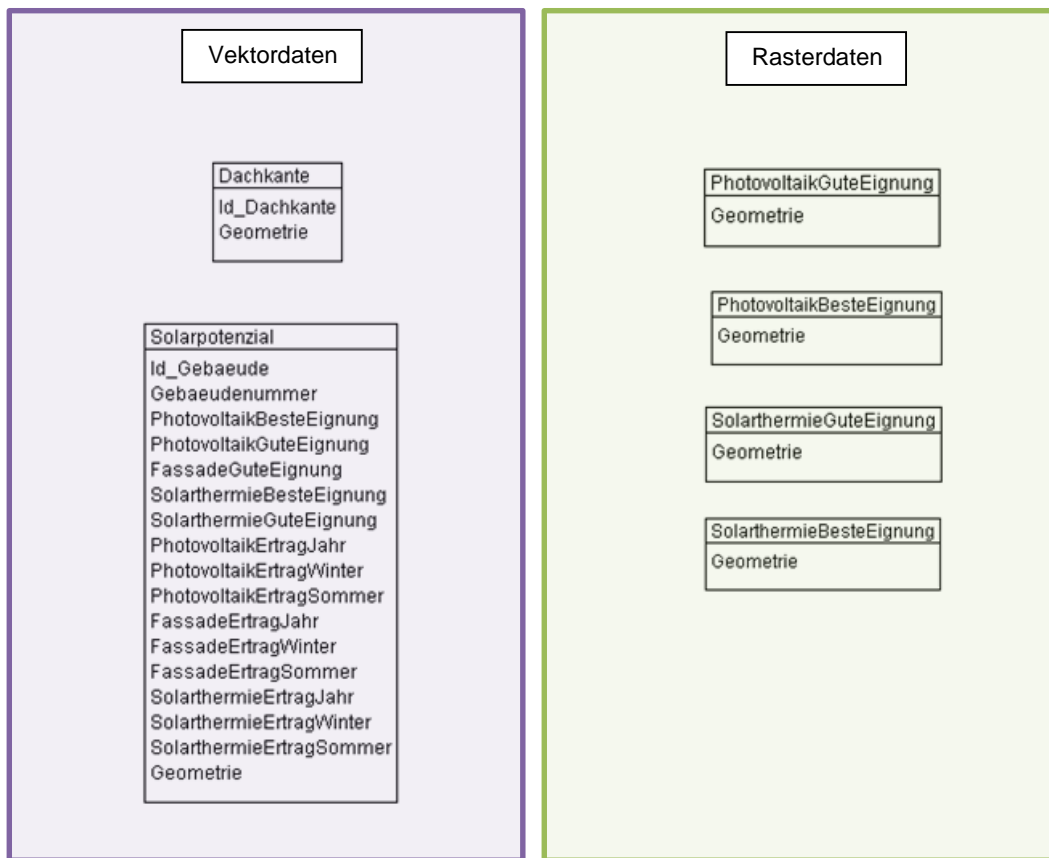 Vektordaten
Dachkante
Id_Dachkante
Geometrie
Solarpotenzial
Id_Gebaeude
Gebaeudenummer
PhotovoltaikBesteEignung
PhotovoltaikGuteEignung
FassadeGuteEignung
SolarthermieBesteEignung
SolarthermieGuteEignung
PhotovoltaikErtragJahr
PhotovoltaikErtragWinter
PhotovoltaikErtragSommer
FassadeErtragJahr
FassadeErtragWinter
FassadeErtragSommer
SolarthermieErtragJahr
SolarthermieErtragWinter
SolarthermieErtragSommer
Geometrie
Rasterdaten
PhotovoltaikGuteEignung
Geometrie
PhotovoltaikBesteEignung
Geometrie
SolarthermieGuteEignung
Geometrie
SolarthermieBesteEignung
Geometrie